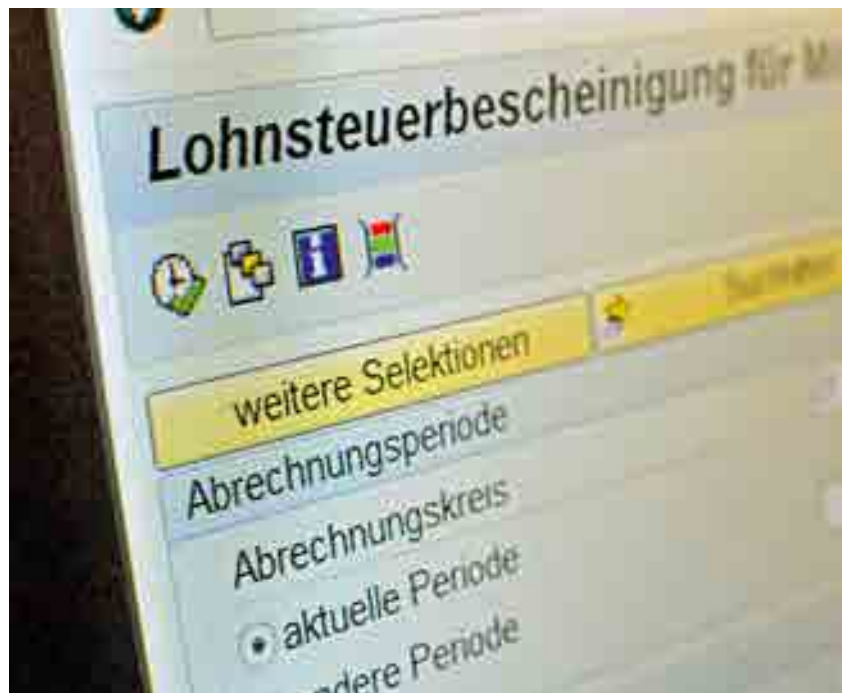 Lohnsteuerbescheinigung für
weitere Selektionen
Abrechnungsperiode
Abrechnungskreis
aktuelle Periode
Periode